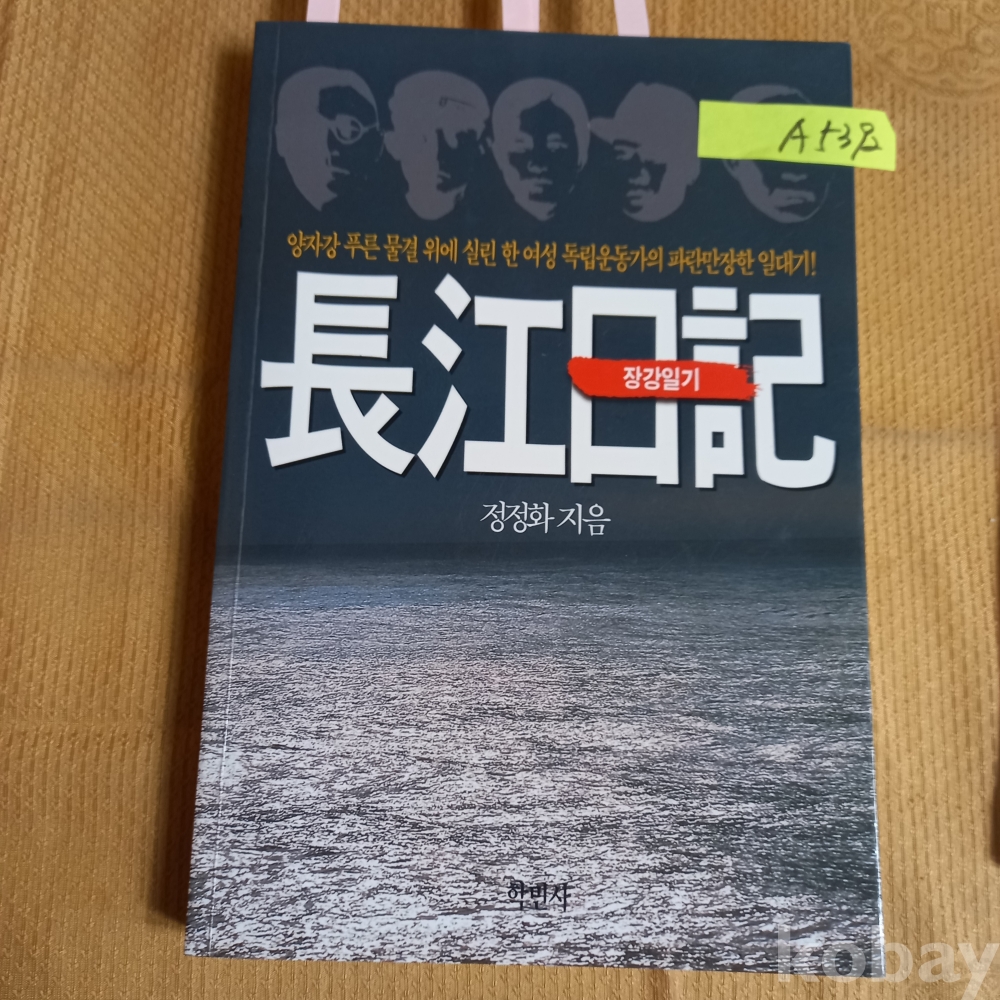 A539
양자강 푸른 물결 위에 실린 한 여성 독립운동가의 파란만장한 일대기!
長江日記
장강일기
정정화 지음
학민사
kobay